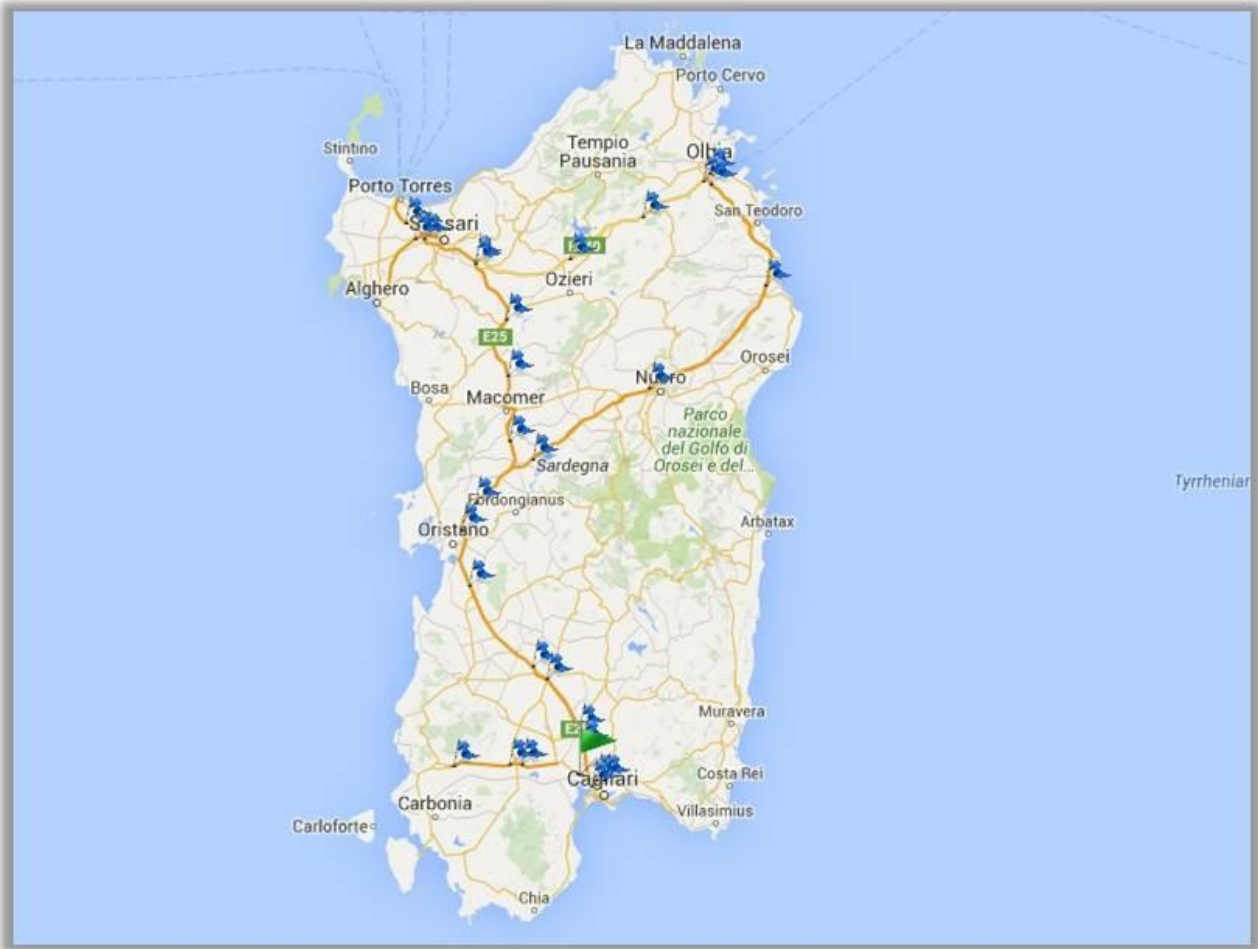 La Maddalena
Porto Cervo
Stintino
Tempio
Pausania
Porto Torres
San Teodoro
Ozieri
Alghero
E25
Orosei
Bosa
Macomer
Parco
nazionale
del Golfo di
Orosei e del...
Sardegna
Tyrrhenian
Fordongianus
Arbatax
Oristano
Muravera
Costa Rei
Cagliari
Carbonia
Villasimius
Carloforte
Chia